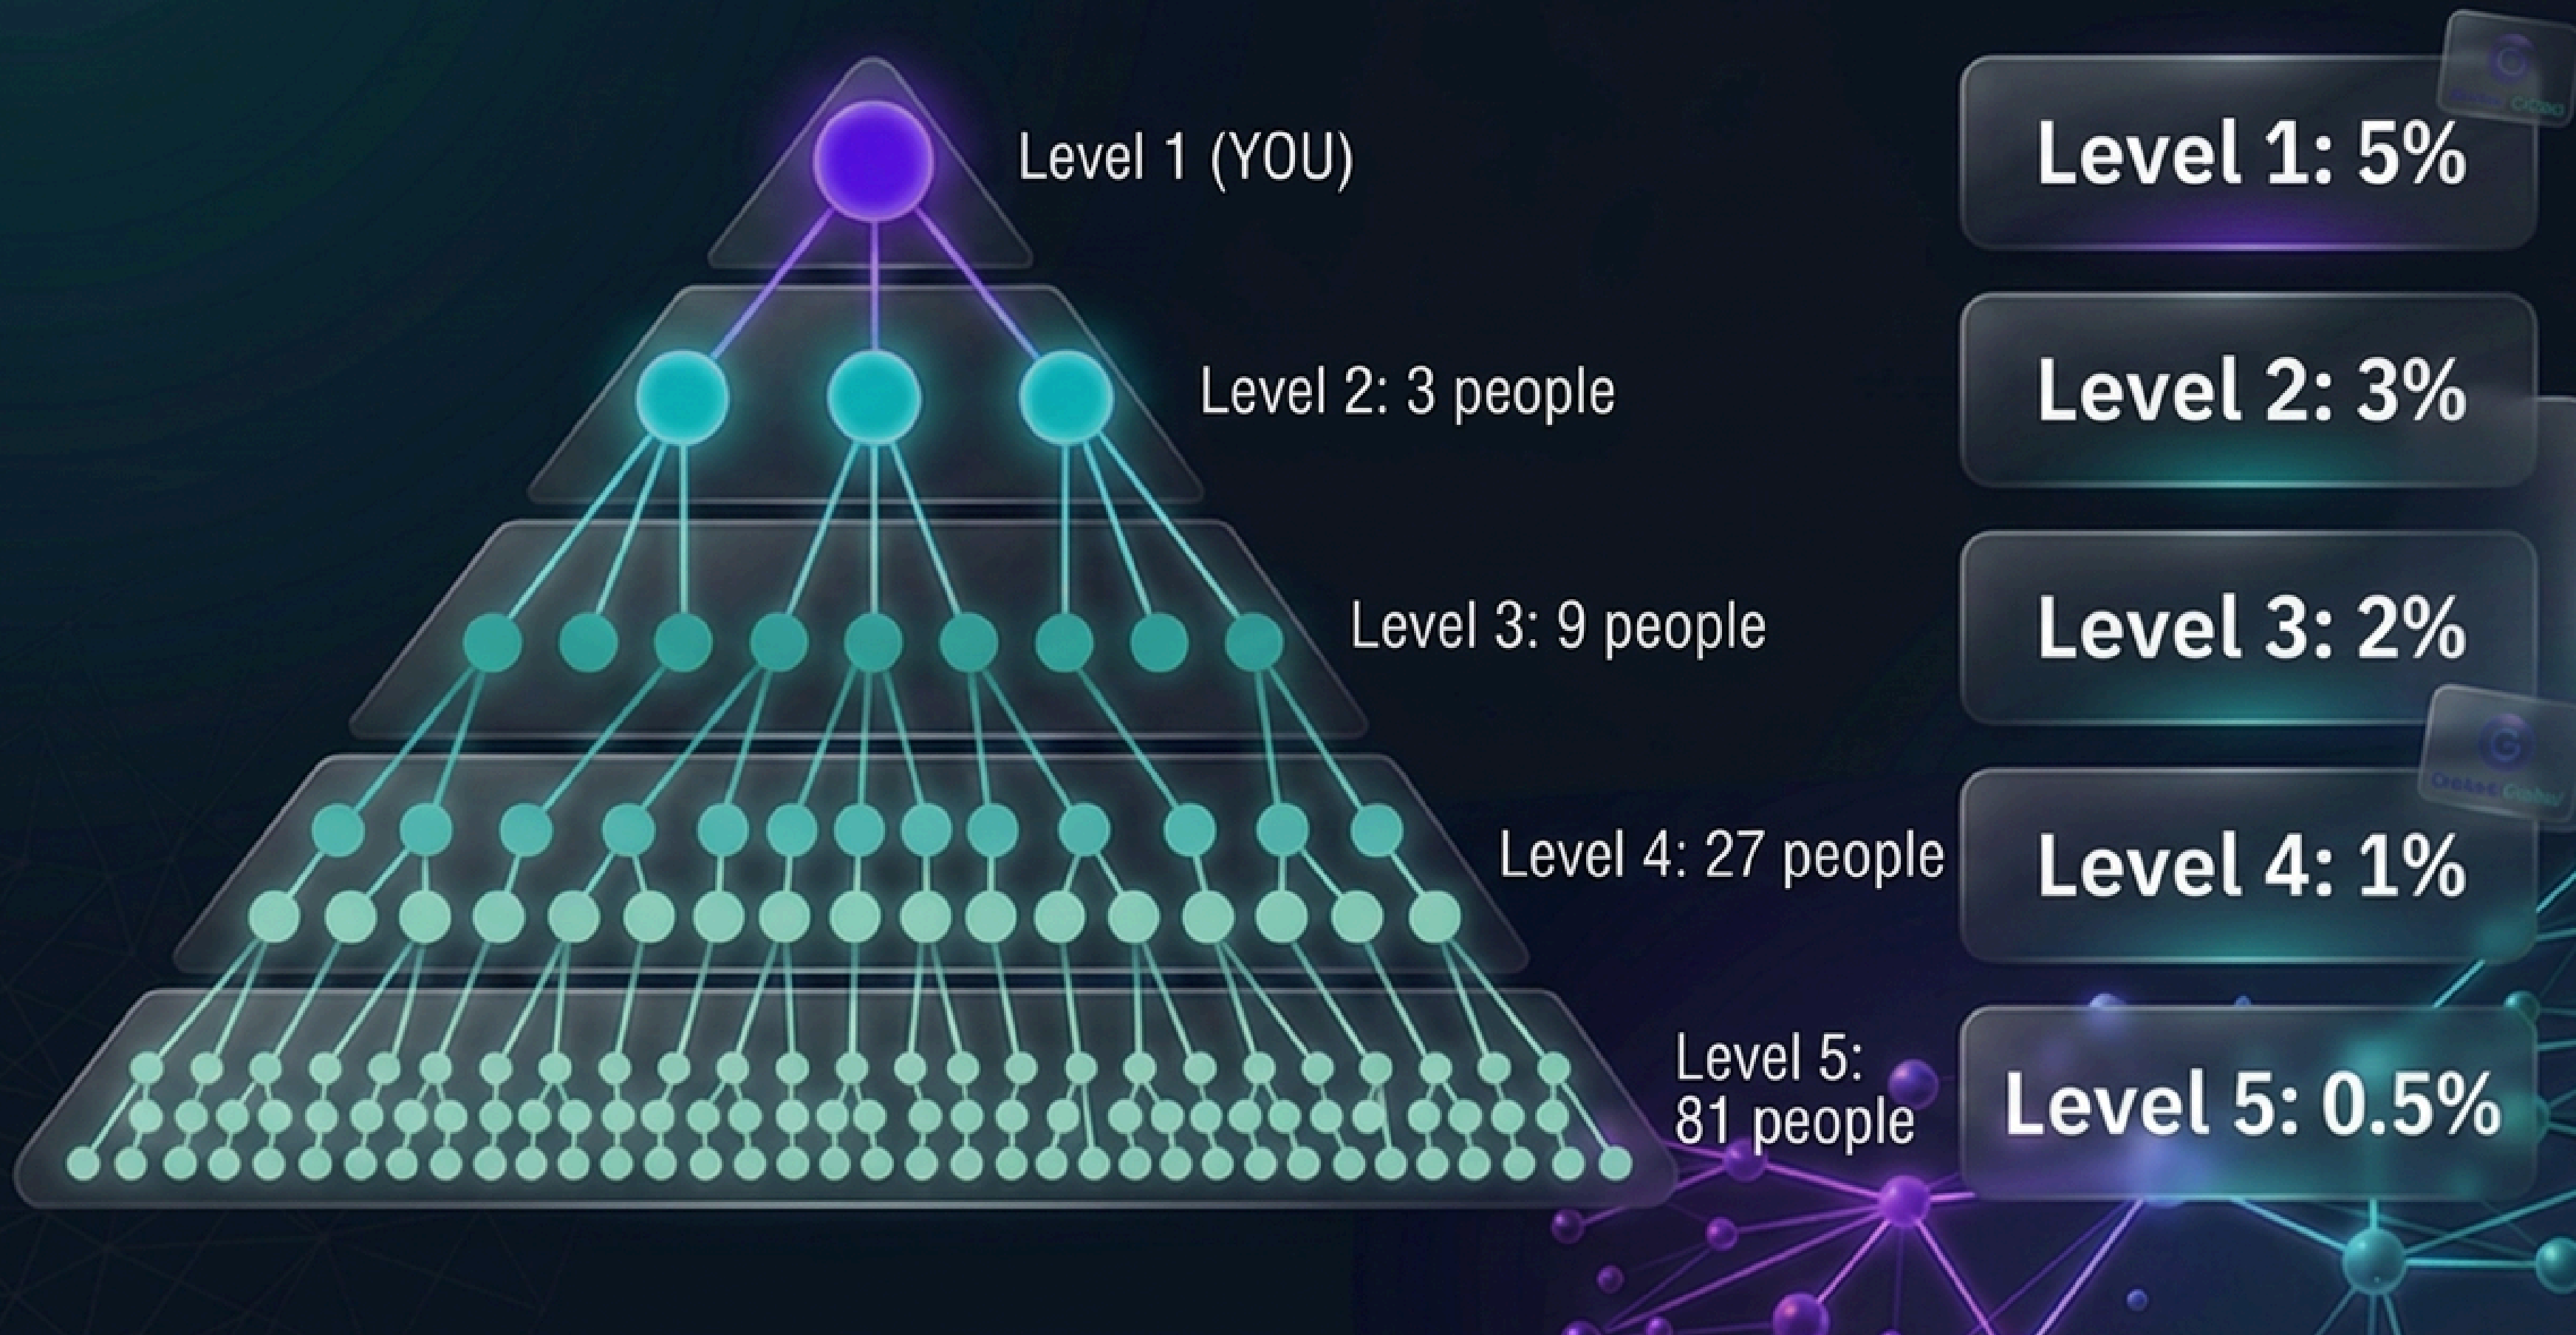 Level 1 (YOU)
Level 1: 5%
Level 2: 3 people
Level 2: 3%
Level 3: 9 people
Level 3: 2%
Level 4: 27 people
Level 4: 1%
Level 5:
81 people
Level 5: 0.5%